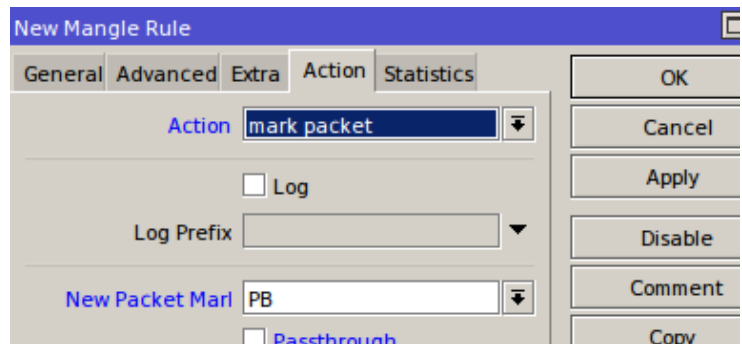 New Mangle Rule
General Advanced Extra Action Statistics
OK
Action mark packet
Cancel
Log
Apply
Log Prefix
Disable
New Packet Marl PB
Comment
Passthrough
Copy